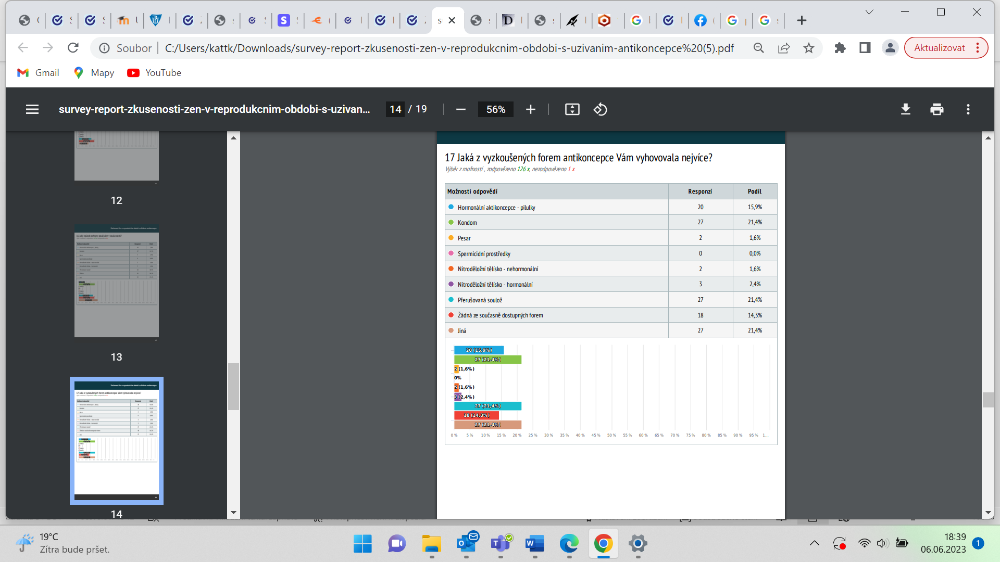 Soubor
C:/Users/kattk/Downloads/survey-report-zkusenosti-zen-v-reprodukcnim-obdobi-s-uzivanim-antikoncepce%20(5).pdf
Aktualizovat
Gmail
Mapy
YouTube
survey-report-zkusenosti-zen-v-reprodukcnim-obdobi-s-uzivan...
14 / 19
56%
12
13
14
17 Jaká z vyzkoušených forem antikoncepce Vám vyhovovala nejvíce?
Výběr z možností , zodpovězeno 126 x, nezodpovězeno 1 x
Možnosti odpovědí Responzí Podíl
Hormonální aktikoncepce - pilulky 20 15,9%
Kondom 27 21,4%
Pesar 2 1,6%
Spermicidní prostředky 0 0,0%
Nitroděložní tělísko - nehormonální 2 1,6%
Nitroděložní tělísko - hormonální 3 2,4%
Přerušovaná soulož 27 21,4%
Žádná ze současně dostupných forem 18 14,3%
Jiná 27 21,4%
20 (15,9%)
27 (21,4%)
2 (1,6%)
0%
2 (1,6%)
3 (2,4%)
27 (21,4%)
18 (14,3%)
27 (21,4%)
0 % 5 % 10 % 15 % 20 % 25 % 30 % 35 % 40 % 45 % 50 % 55 % 60 % 65 % 70 % 75 % 80 % 85 % 90 % 95 % 1...
19°C
Zítra bude pršet.
18:39
06.06.2023
1